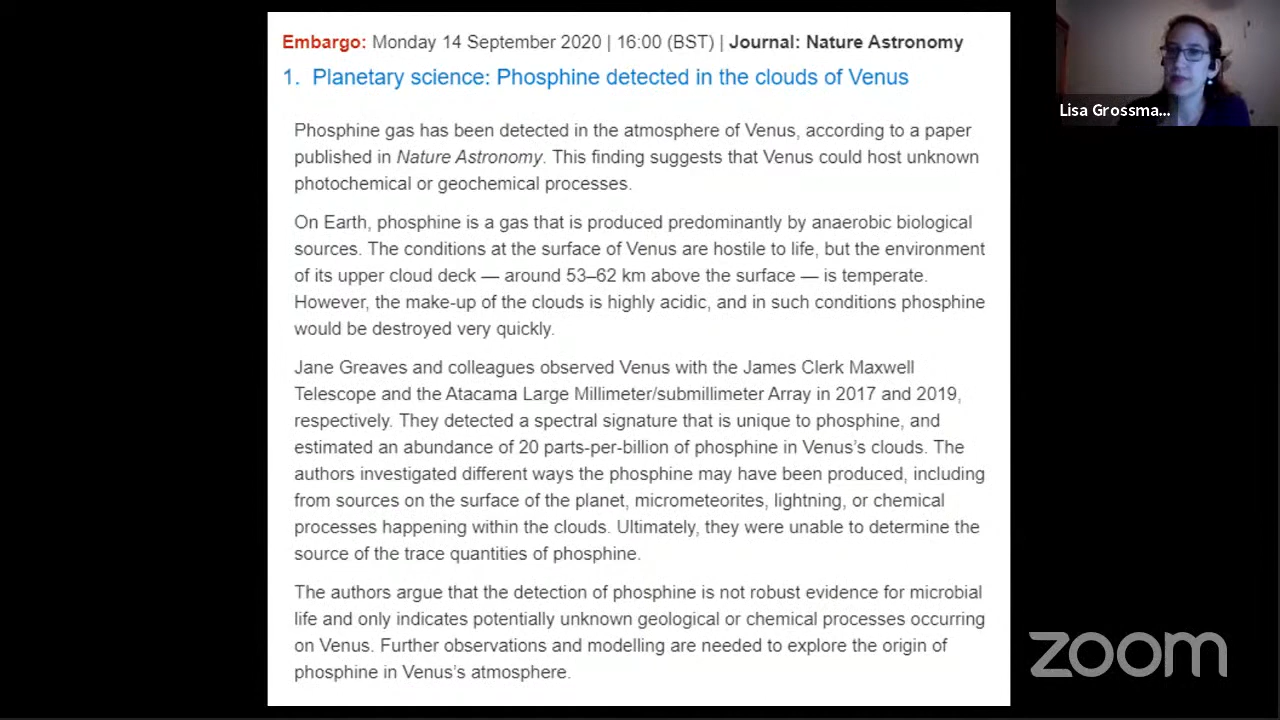 Embargo: Monday 14 September 2020 | 16:00 (BST) | Journal: Nature Astronomy
1. Planetary science: Phosphine detected in the clouds of Venus
Phosphine gas has been detected in the atmosphere of Venus, according to a paper
published in Nature Astronomy. This finding suggests that Venus could host unknown
photochemical or geochemical processes.
On Earth, phosphine is a gas that is produced predominantly by anaerobic biological
sources. The conditions at the surface of Venus are hostile to life, but the environment
of its upper cloud deck — around 53–62 km above the surface — is temperate.
However, the make-up of the clouds is highly acidic, and in such conditions phosphine
would be destroyed very quickly.
Jane Greaves and colleagues observed Venus with the James Clerk Maxwell
Telescope and the Atacama Large Millimeter/submillimeter Array in 2017 and 2019,
respectively. They detected a spectral signature that is unique to phosphine, and
estimated an abundance of 20 parts-per-billion of phosphine in Venus’s clouds. The
authors investigated different ways the phosphine may have been produced, including
from sources on the surface of the planet, micrometeorites, lightning, or chemical
processes happening within the clouds. Ultimately, they were unable to determine the
source of the trace quantities of phosphine.
The authors argue that the detection of phosphine is not robust evidence for microbial
life and only indicates potentially unknown geological or chemical processes occurring
on Venus. Further observations and modelling are needed to explore the origin of
phosphine in Venus’s atmosphere.
Lisa Grossma...
zoom